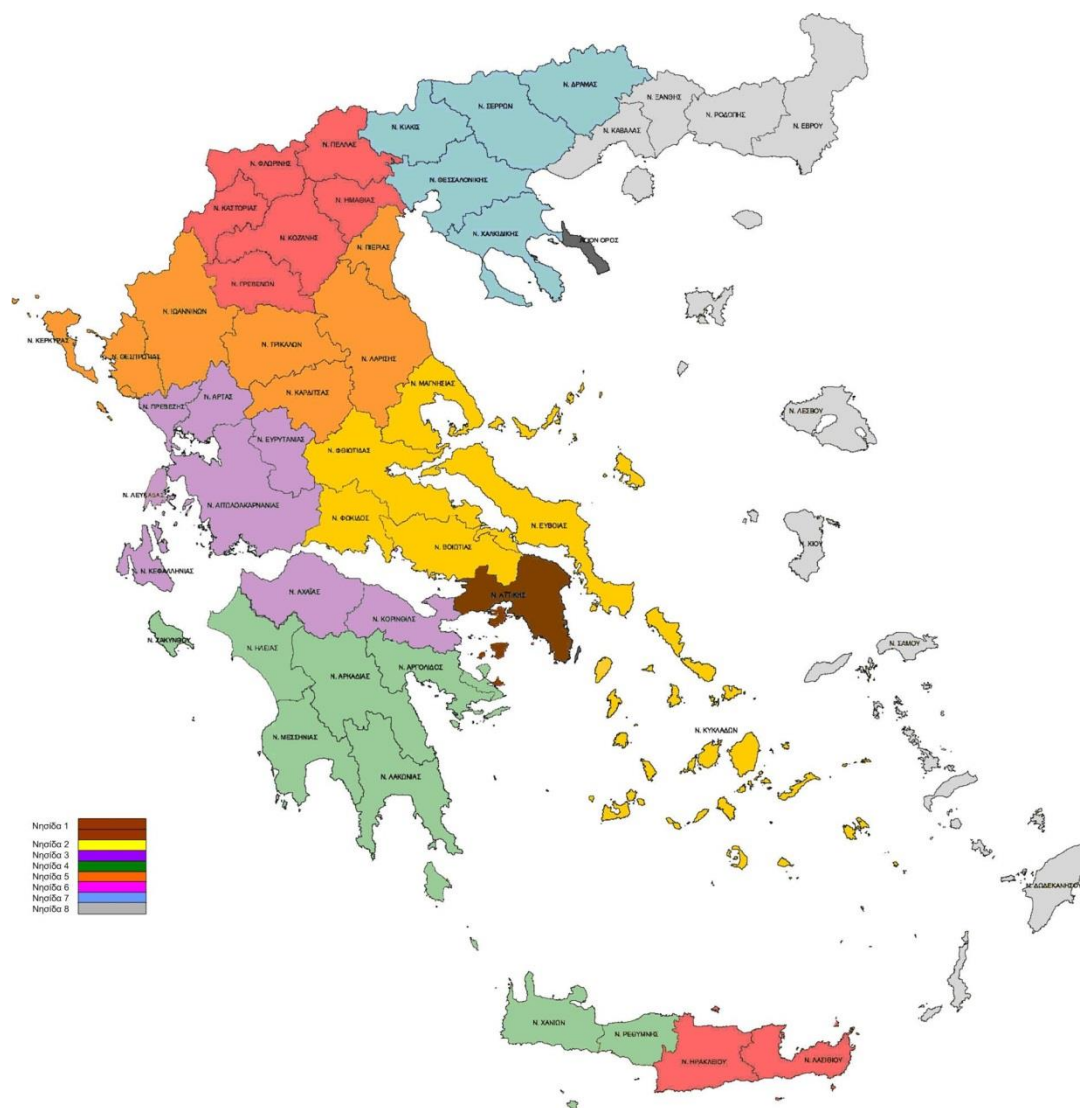 Ν. ΔΡΑΜΑΣ
Ν. ΞΑΝΘΗΣ
Ν. ΣΕΡΡΩΝ
Ν. ΡΟΔΟΠΗΣ
Ν. ΚΙΛΚΙΣ
Ν. ΚΑΒΑΛΑΣ
Ν. ΕΒΡΟΥ
Ν. ΠΕΛΛΑΣ
Ν. ΦΛΩΡΙΝΗΣ
Ν. ΘΕΣΣΑΛΟΝΙΚΗΣ
Ν. ΗΜΑΘΙΑΣ
Ν. ΚΑΣΤΟΡΙΑΣ
Ν. ΧΑΛΚΙΔΙΚΗΣ
Ν. ΚΟΖΑΝΗΣ
ΑΓΙΟΝ ΟΡΟΣ
Ν. ΠΙΕΡΙΑΣ
Ν. ΓΡΕΒΕΝΩΝ
Ν. ΙΩΑΝΝΙΝΩΝ
Ν. ΚΕΡΚΥΡΑΣ
Ν. ΤΡΙΚΑΛΩΝ
Ν. ΘΕΣΠΡΩΤΙΑΣ
Ν. ΛΑΡΙΣΗΣ
Ν. ΜΑΓΝΗΣΙΑΣ
Ν. ΚΑΡΔΙΤΣΑΣ
Ν. ΑΡΤΑΣ
Ν. ΠΡΕΒΕΖΗΣ
Ν. ΛΕΣΒΟΥ
Ν. ΕΥΡΥΤΑΝΙΑΣ
Ν. ΦΘΙΩΤΙΔΑΣ
Ν. ΛΕΥΚΑΔΑΣ
Ν. ΑΙΤΩΛΟΑΚΑΡΝΑΝΙΑΣ
Ν. ΦΩΚΙΔΟΣ
Ν. ΕΥΒΟΙΑΣ
Ν. ΧΙΟΥ
Ν. ΒΟΙΩΤΙΑΣ
Ν. ΚΕΦΑΛΛΗΝΙΑΣ
Ν. ΑΧΑΪΑΣ
Ν. ΑΤΤΙΚΗΣ
Ν. ΚΟΡΙΝΘΙΑΣ
Ν. ΖΑΚΥΝΘΟΥ
Ν. ΣΑΜΟΥ
Ν. ΗΛΕΙΑΣ
Ν. ΑΡΓΟΛΙΔΟΣ
Ν. ΑΡΚΑΔΙΑΣ
Ν. ΚΥΚΛΑΔΩΝ
Ν. ΜΕΣΣΗΝΙΑΣ
Ν. ΛΑΚΩΝΙΑΣ
Νησίδα 1
Νησίδα 2
Νησίδα 3
Νησίδα 4
Νησίδα 5
Νησίδα 6
Νησίδα 7
Νησίδα 8
Ν. ΔΩΔΕΚΑΝΗΣΟΥ
Ν. ΧΑΝΙΩΝ
Ν. ΡΕΘΥΜΝΗΣ
Ν. ΗΡΑΚΛΕΙΟΥ
Ν. ΛΑΣΙΘΙΟΥ